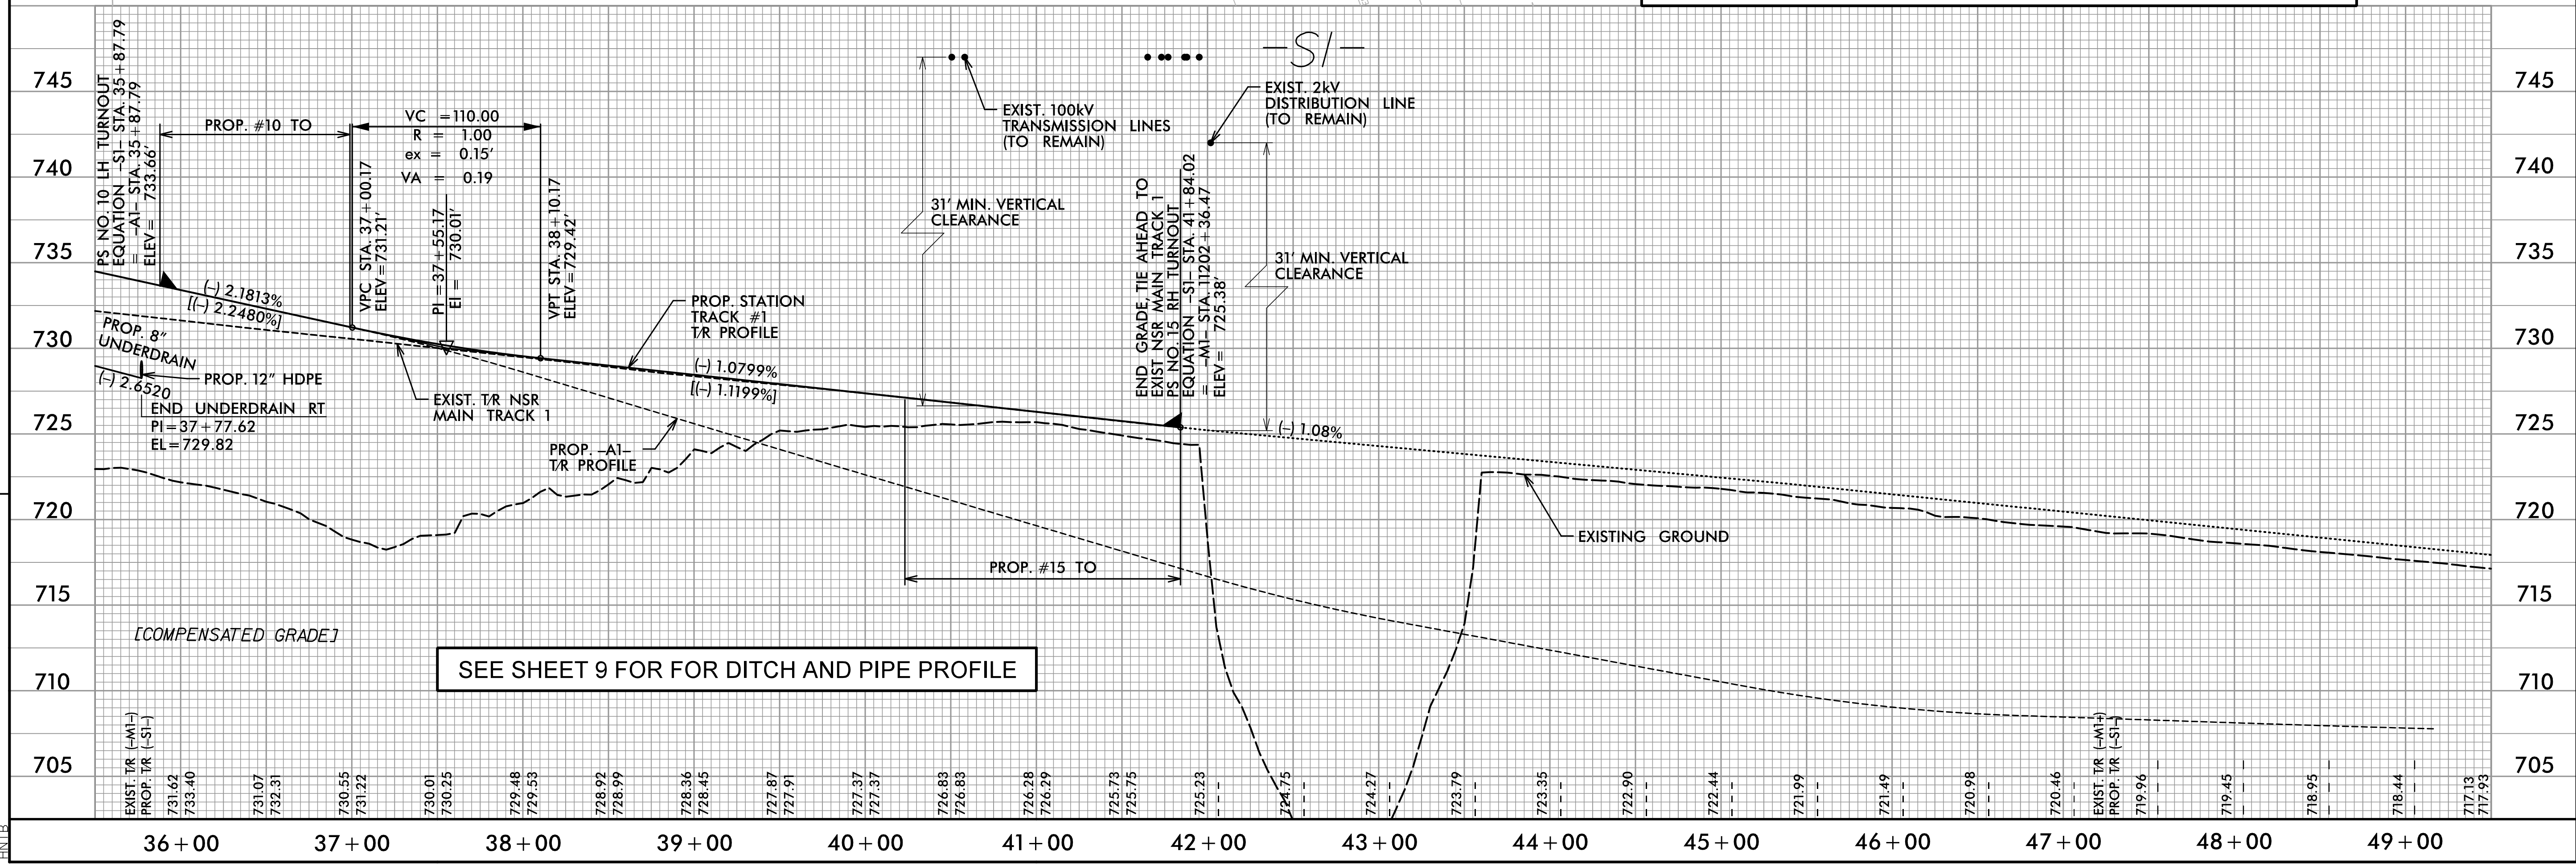 -S1-
745
740
735
730
725
720
715
710
705
745
740
735
730
725
720
715
710
705
PS NO. 10 LH TURNOUT
EQUATION -S1- STA. 35+87.79
= -A1- STA. 35+87.79
ELEV= 733.66'
PROP. #10 TO
VC =110.00
R = 1.00
ex = 0.15'
VA = 0.19
VPC STA. 37+00.17
ELEV=731.21'
PI=37+55.17
El = 730.01'
VPT STA. 38+10.17
ELEV=729.42'
(-) 2.1813%
[(-) 2.2480%]
PROP. 8"
UNDERDRAIN
(-) 2.6520
PROP. 12" HDPE
END UNDERDRAIN RT
PI=37+77.62
EL=729.82
EXIST. T/R NSR
MAIN TRACK 1
PROP. STATION
TRACK #1
T/R PROFILE
(-) 1.0799%
[(-) 1.1199%]
PROP. -A1-
T/R PROFILE
31' MIN. VERTICAL
CLEARANCE
EXIST. 100kV
TRANSMISSION LINES
(TO REMAIN)
EXIST. 2kV
DISTRIBUTION LINE
(TO REMAIN)
END GRADE, TIE AHEAD TO
EXIST NSR MAIN TRACK 1
PS NO. 15 RH TURNOUT
EQUATION -S1- STA. 41+84.02
= -M1- STA. 11202+36.47
ELEV= 725.38'
31' MIN. VERTICAL
CLEARANCE
(-) 1.08%
PROP. #15 TO
EXISTING GROUND
[COMPENSATED GRADE]
SEE SHEET 9 FOR FOR DITCH AND PIPE PROFILE
EXIST. T/R (-M1-)
PROP. T/R (-S1-)
731.62
733.40
731.07
732.31
730.55
731.22
730.01
730.25
729.48
729.53
728.92
728.99
728.36
728.45
727.87
727.91
727.37
727.37
726.83
726.83
726.28
726.29
725.73
725.75
725.23
724.75
724.27
723.79
723.35
722.90
722.44
721.99
721.49
720.98
720.46
EXIST. T/R (-M1+)
PROP. T/R (-S1-)
719.96
719.45
718.95
718.44
717.13
717.93
36+00
37+00
38+00
39+00
40+00
41+00
42+00
43+00
44+00
45+00
46+00
47+00
48+00
49+00